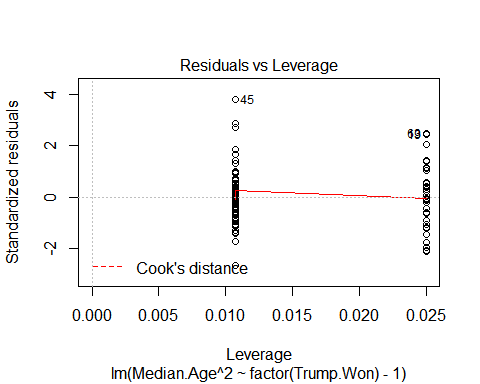 Residuals vs Leverage
Standardized residuals
4
2
0
-2
45
Cook's distance
0.000 0.005 0.010 0.015 0.020 0.025
Leverage
lm(Median.Age^2 ~ factor(Trump.Won) - 1)